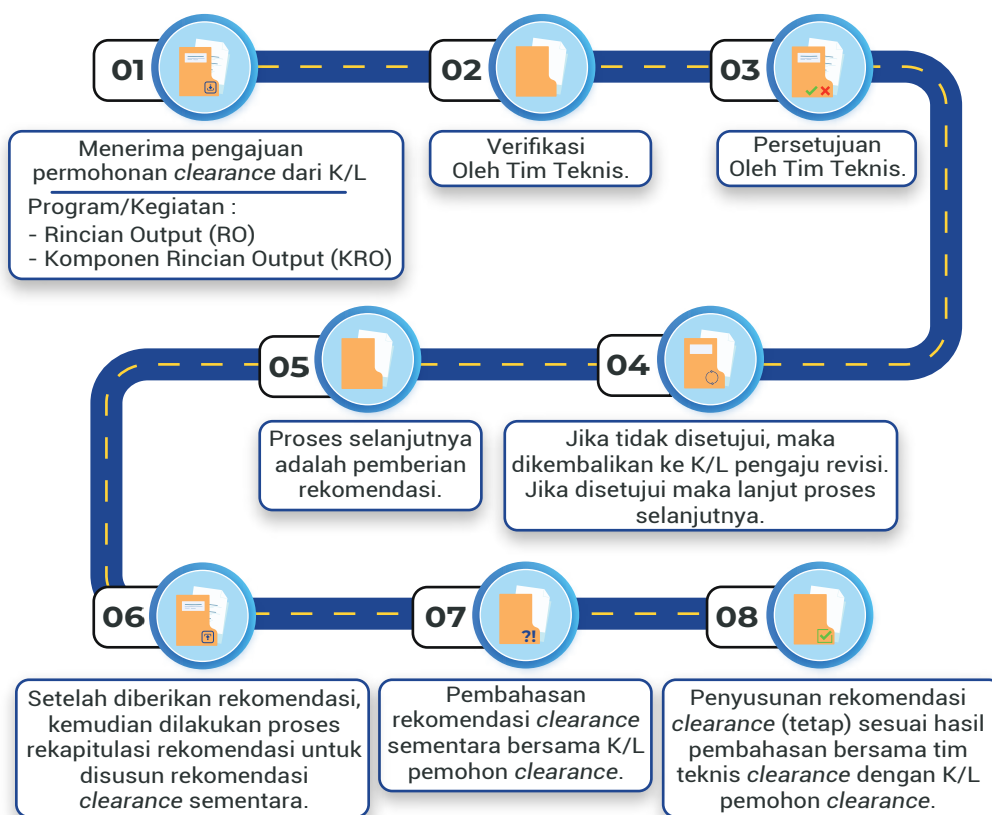 01
Menerima pengajuan
permohonan clearance dari K/L
Program/Kegiatan :
- Rincian Output (RO)
- Komponen Rincian Output (KRO)
02
Verifikasi
Oleh Tim Teknis.
03
Persetujuan
Oleh Tim Teknis.
04
Jika tidak disetujui, maka
dikembalikan ke K/L pengaju revisi.
Jika disetujui maka lanjut proses
selanjutnya.
05
Proses selanjutnya
adalah pemberian
rekomendasi.
06
Setelah diberikan rekomendasi,
kemudian dilakukan proses
rekapitulasi rekomendasi untuk
disusun rekomendasi
clearance sementara.
07
?!
Pembahasan
rekomendasi clearance
sementara bersama K/L
pemohon clearance.
08
Penyusunan rekomendasi
clearance (tetap) sesuai hasil
pembahasan bersama tim
teknis clearance dengan K/L
pemohon clearance.